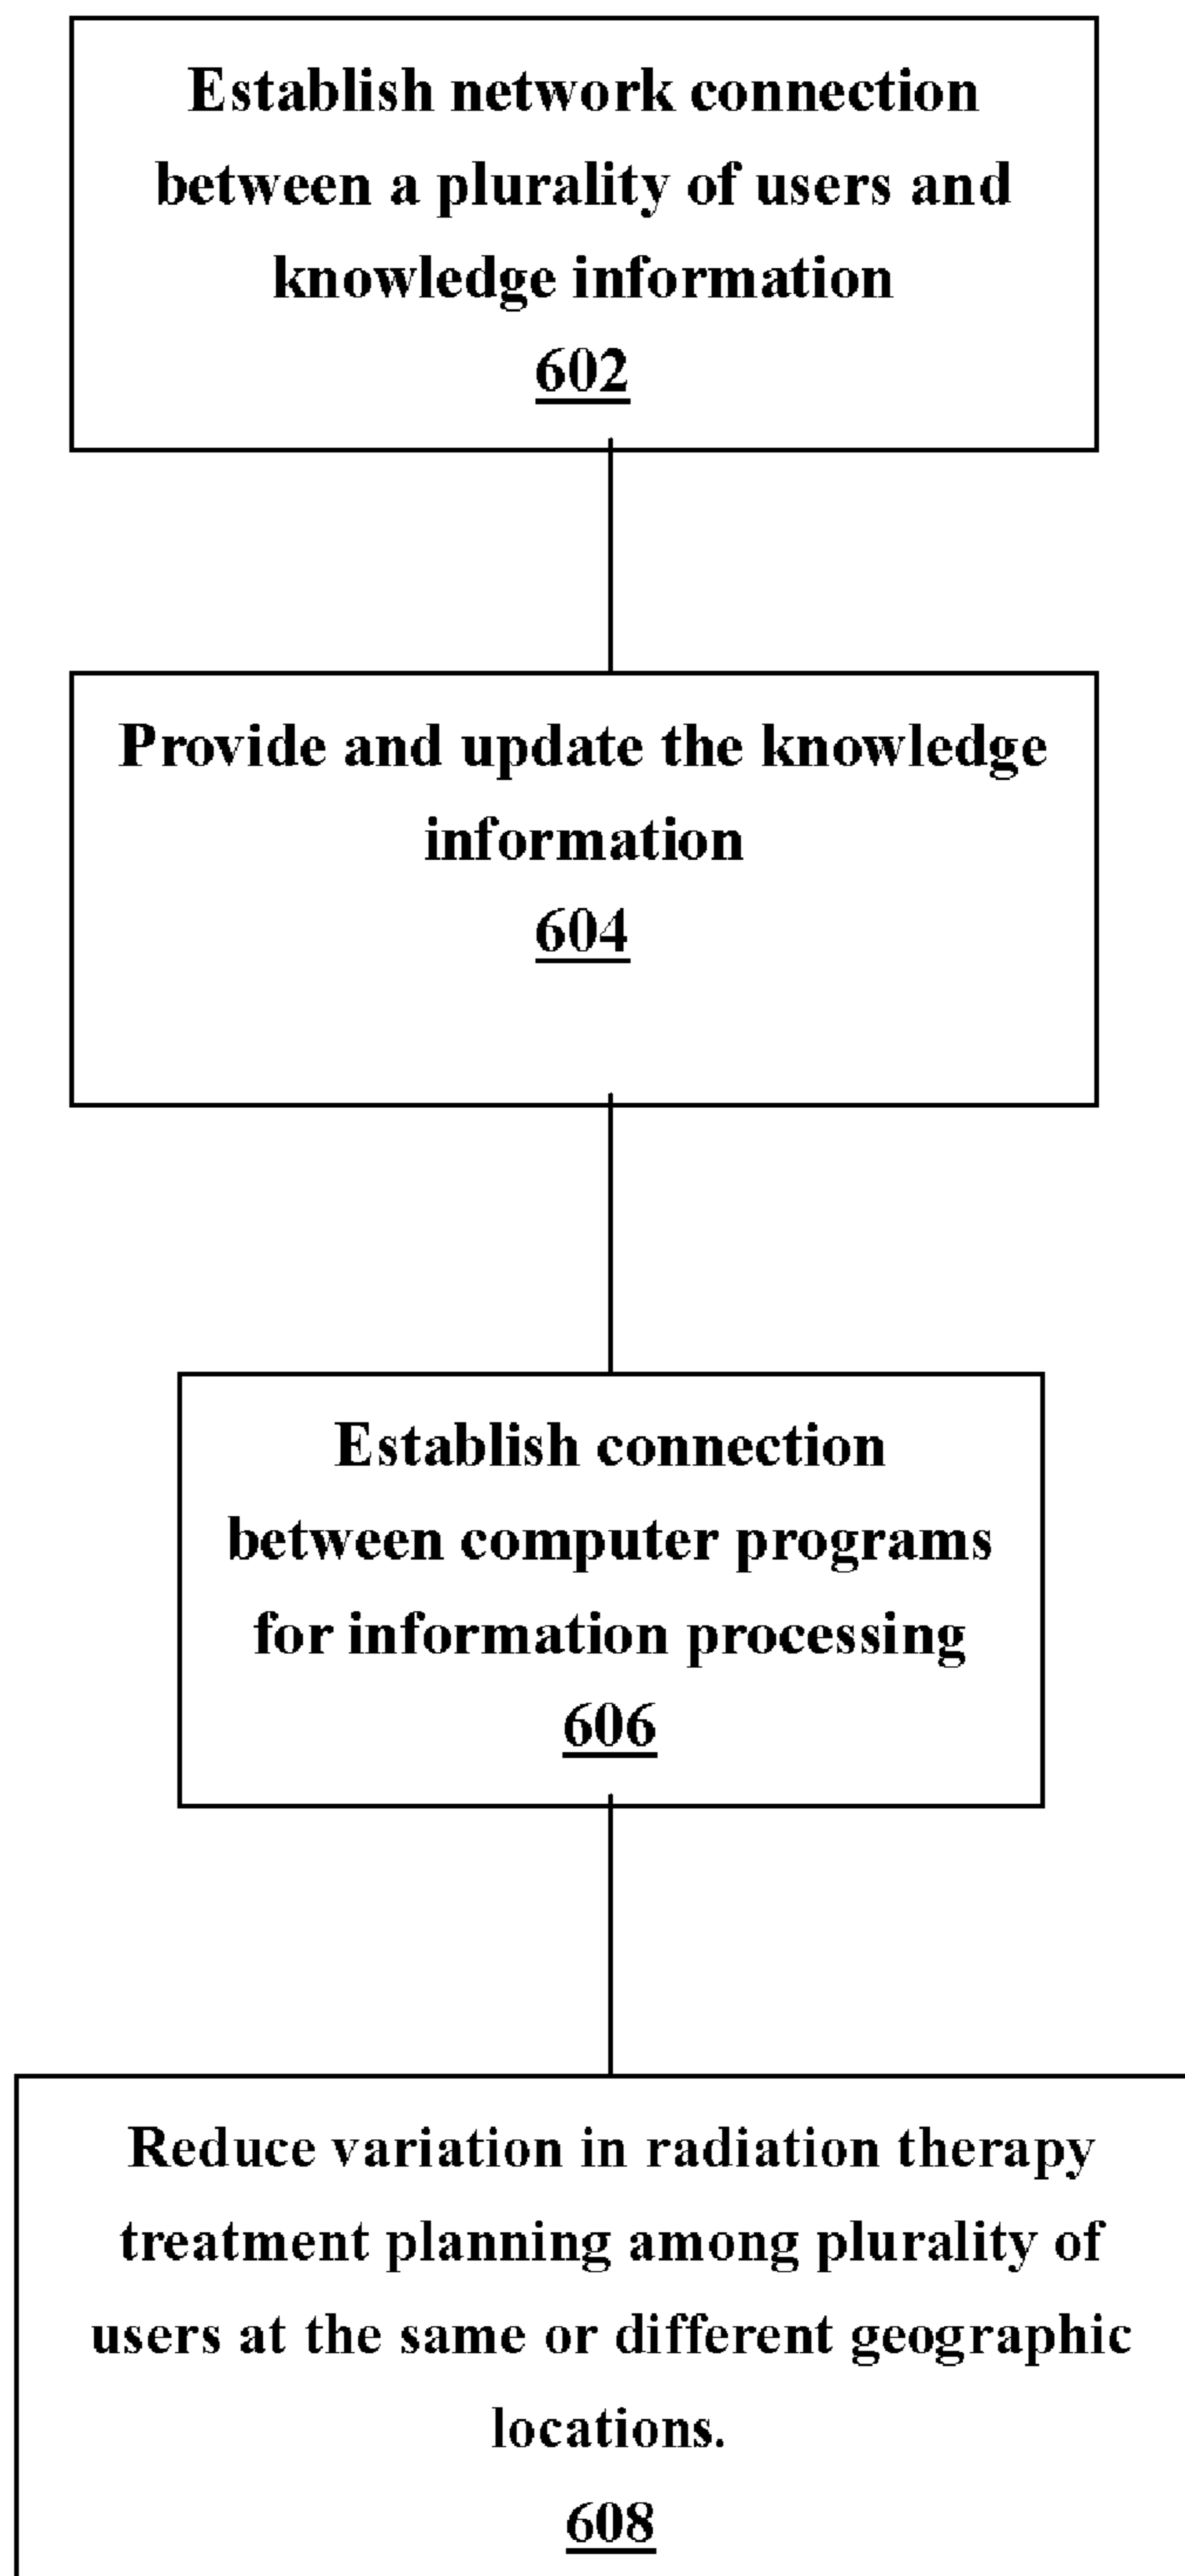 Establish network connection
between a plurality of users and
knowledge information
602
Provide and update the knowledge
information
604
Establish connection
between computer programs
for information processing
606
Reduce variation in radiation therapy
treatment planning among plurality of
users at the same or different geographic
locations.
608